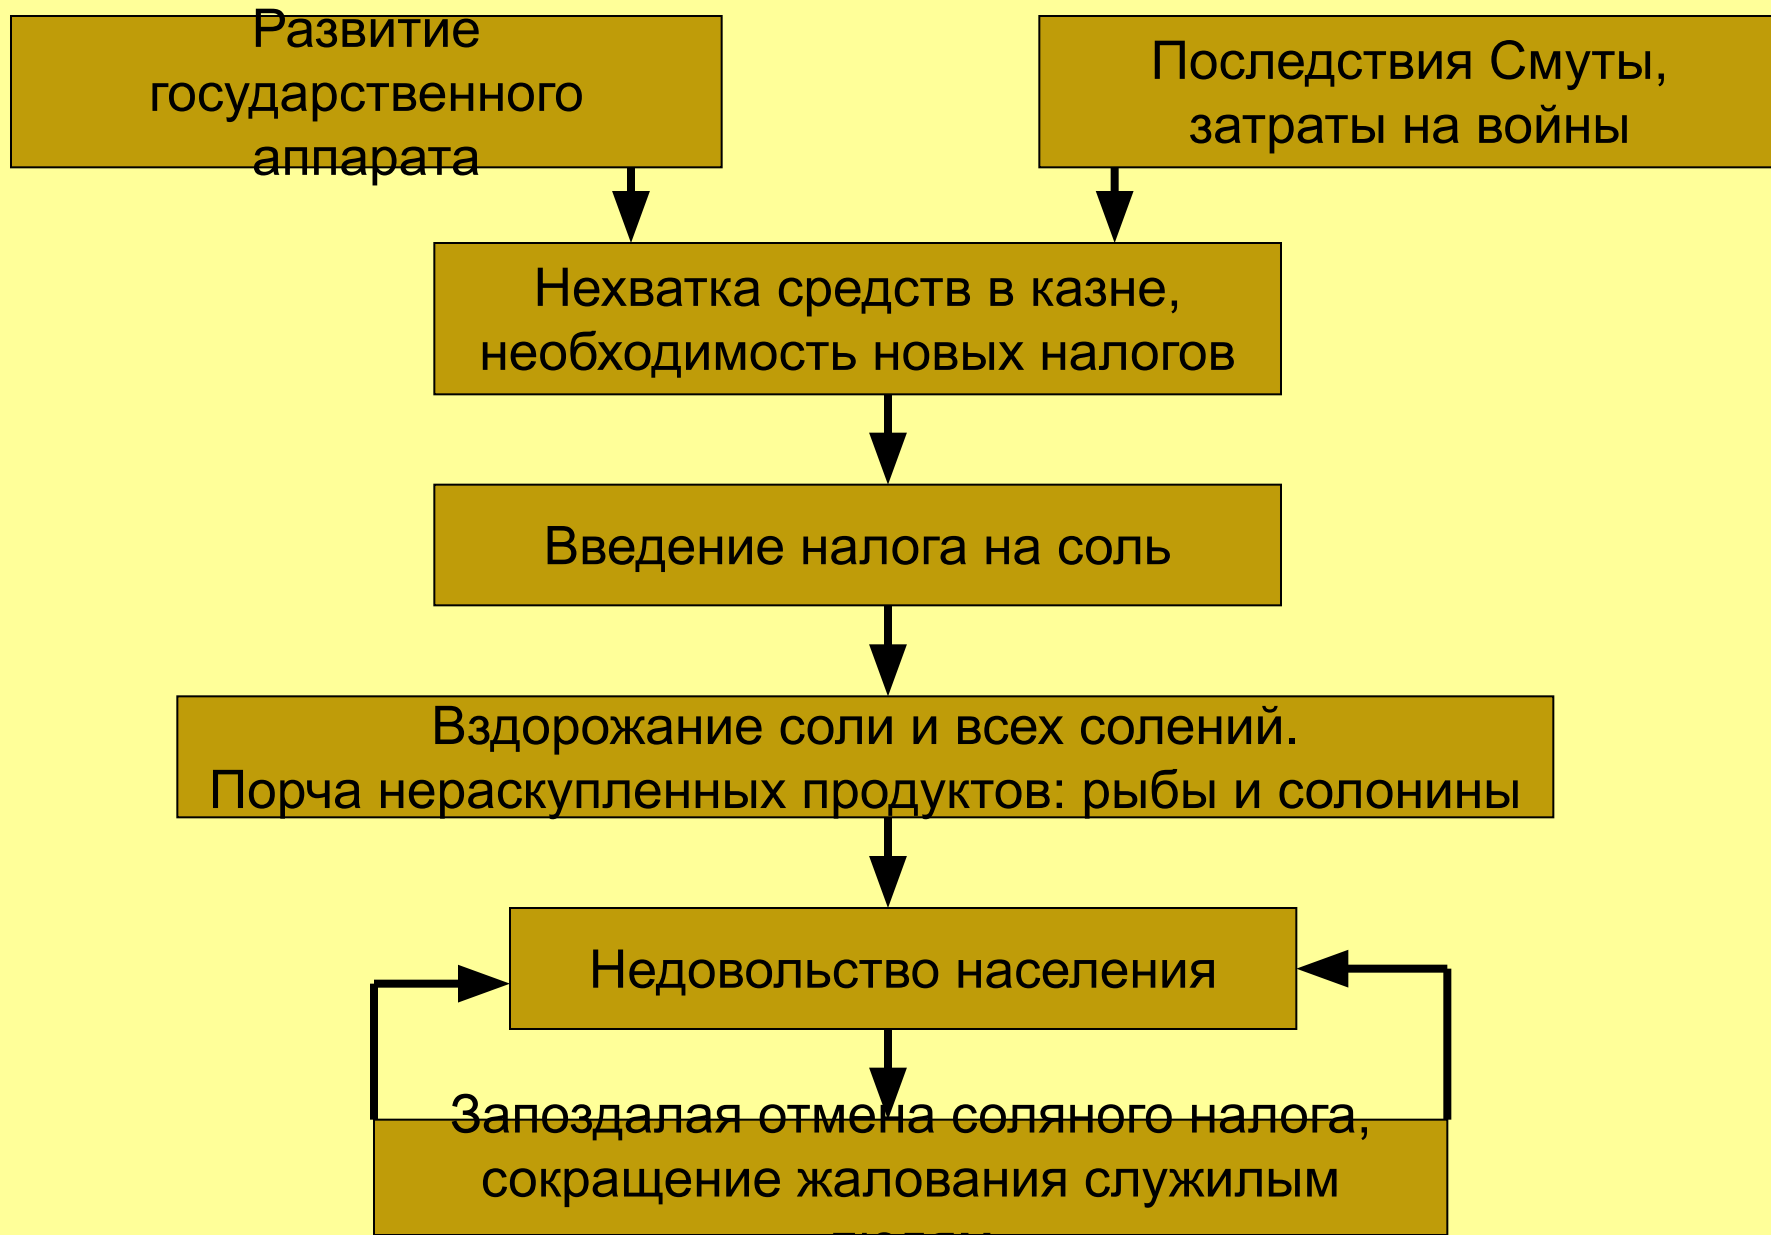 Развитие
государственного
аппарата
Последствия Смуты,
затраты на войны
Нехватка средств в казне,
необходимость новых налогов
Введение налога на соль
Вздорожание соли и всех солений.
Порча нераскупленных продуктов: рыбы и солонины
Недовольство населения
Запоздалая отмена соляного налога,
сокращение жалования служилым